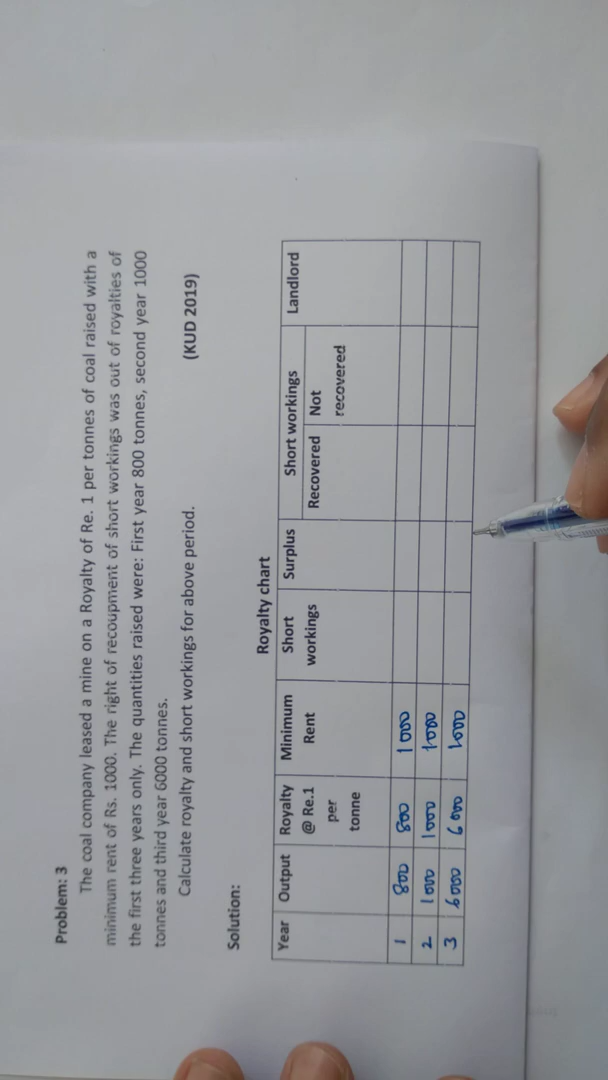 Problem: 3
The coal company leased a mine on a Royalty of Re. 1 per tonnes of coal raised with a
minimum rent of Rs. 1000. The right of recoupment of short workings was out of royalties of
the first three years only. The quantities raised were: First year 800 tonnes, second year 1000
tonnes and third year 6000 tonnes.
Calculate royalty and short workings for above period. (KUD 2019)
Solution:
Royalty chart
Year Output Royalty @ Re.1 per tonne Minimum Rent Short workings Surplus Short workings Recovered Not recovered Landlord
1 800 800 1000
2 1000 1000 1000
3 6000 6000 1000